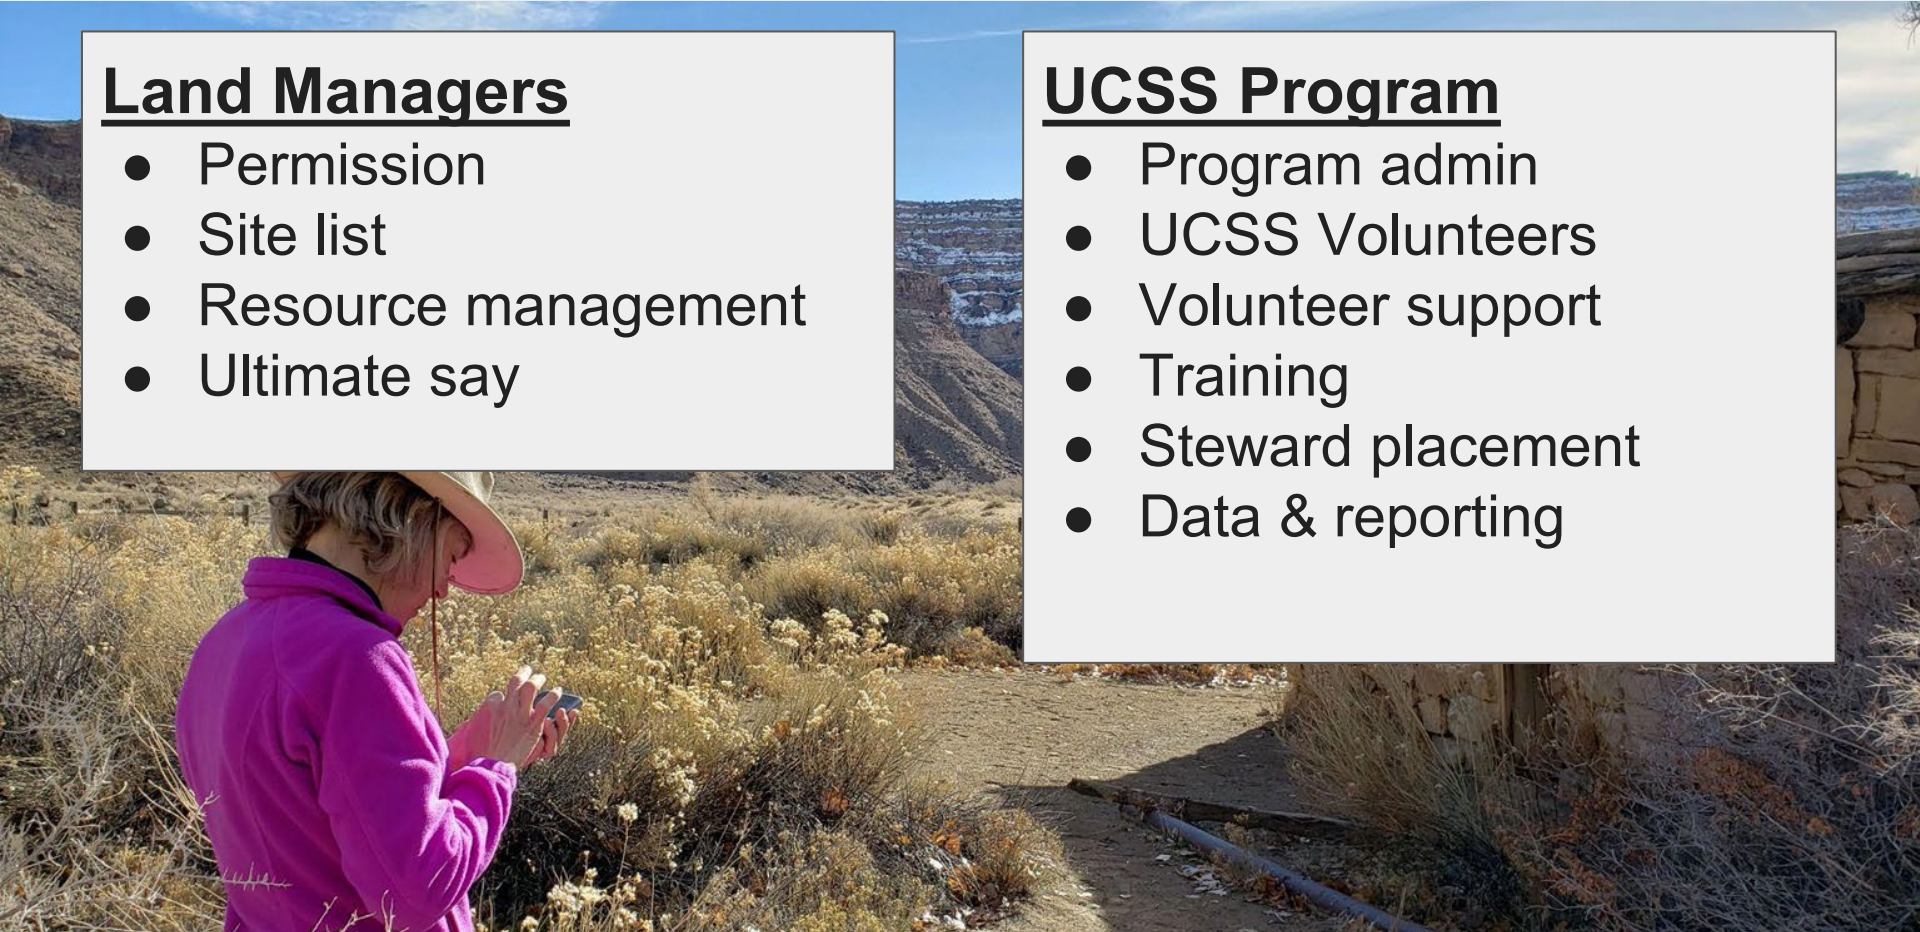 Land Managers
● Permission
● Site list
● Resource management
● Ultimate say
UCSS Program
● Program admin
● UCSS Volunteers
● Volunteer support
● Training
● Steward placement
● Data & reporting